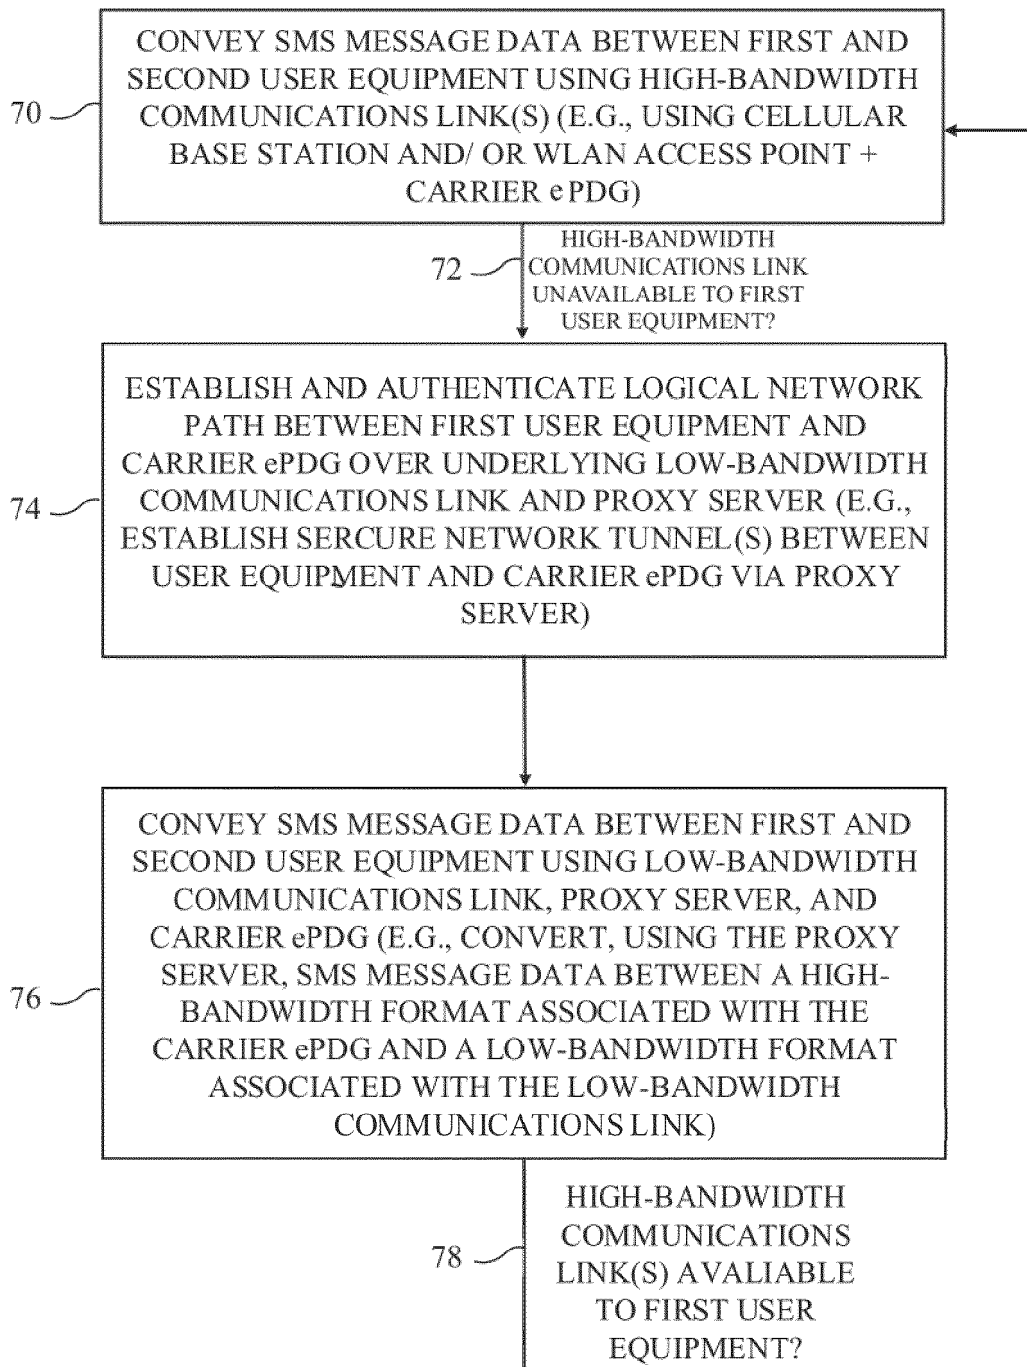 CONVEY SMS MESSAGE DATA BETWEEN FIRST AND
SECOND USER EQUIPMENT USING HIGH-BANDWIDTH
70
COMMUNICATIONS LINK(S) (E.G., USING CELLULAR
BASE STATION AND/ OR WLAN ACCESS POINT +
CARRIER ePDG)
HIGH-BANDWIDTH
72
COMMUNICATIONS LINK
UNAVAILABLE TO FIRST
USER EQUIPMENT?
ESTABLISH AND AUTHENTICATE LOGICAL NETWORK
PATH BETWEEN FIRST USER EQUIPMENT AND
CARRIER ePDG OVER UNDERLYING LOW-BANDWIDTH
74
COMMUNICATIONS LINK AND PROXY SERVER (E.G.,
ESTABLISH SERCURE NETWORK TUNNEL(S) BETWEEN
USER EQUIPMENT AND CARRIER ePDG VIA PROXY
SERVER)
CONVEY SMS MESSAGE DATA BETWEEN FIRST AND
SECOND USER EQUIPMENT USING LOW-BANDWIDTH
COMMUNICATIONS LINK, PROXY SERVER, AND
CARRIER ePDG (E.G., CONVERT, USING THE PROXY
76
SERVER, SMS MESSAGE DATA BETWEEN A HIGH-
BANDWIDTH FORMAT ASSOCIATED WITH THE
CARRIER ePDG AND A LOW-BANDWIDTH FORMAT
ASSOCIATED WITH THE LOW-BANDWIDTH
COMMUNICATIONS LINK)
HIGH-BANDWIDTH
COMMUNICATIONS
78
LINK(S) AVALIABLE
TO FIRST USER
EQUIPMENT?